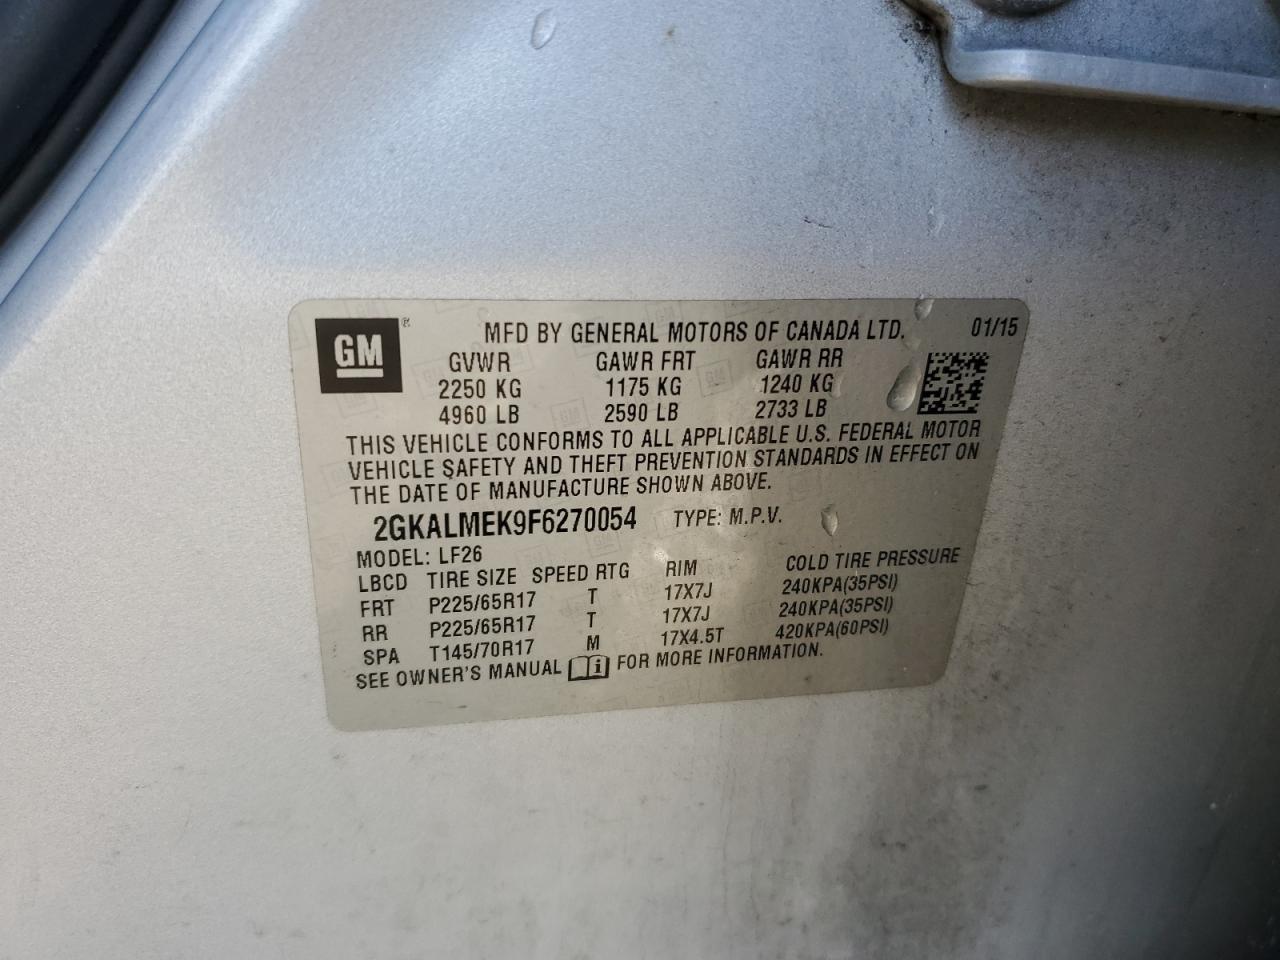 GM ®
MFD BY GENERAL MOTORS OF CANADA LTD. 01/15
GVWR GAWR FRT GAWR RR
2250 KG 1175 KG 1240 KG
4960 LB 2590 LB 2733 LB
THIS VEHICLE CONFORMS TO ALL APPLICABLE U.S. FEDERAL MOTOR
VEHICLE SAFETY AND THEFT PREVENTION STANDARDS IN EFFECT ON
THE DATE OF MANUFACTURE SHOWN ABOVE.
2GKALMEK9F6270054 TYPE: M.P.V.
MODEL: LF26
LBCD TIRE SIZE SPEED RTG RIM COLD TIRE PRESSURE
FRT P225/65R17 T 17X7J 240KPA(35PSI)
RR P225/65R17 T 17X7J 240KPA(35PSI)
SPA T145/70R17 M 17X4.5T 420KPA(60PSI)
SEE OWNER'S MANUAL i FOR MORE INFORMATION.